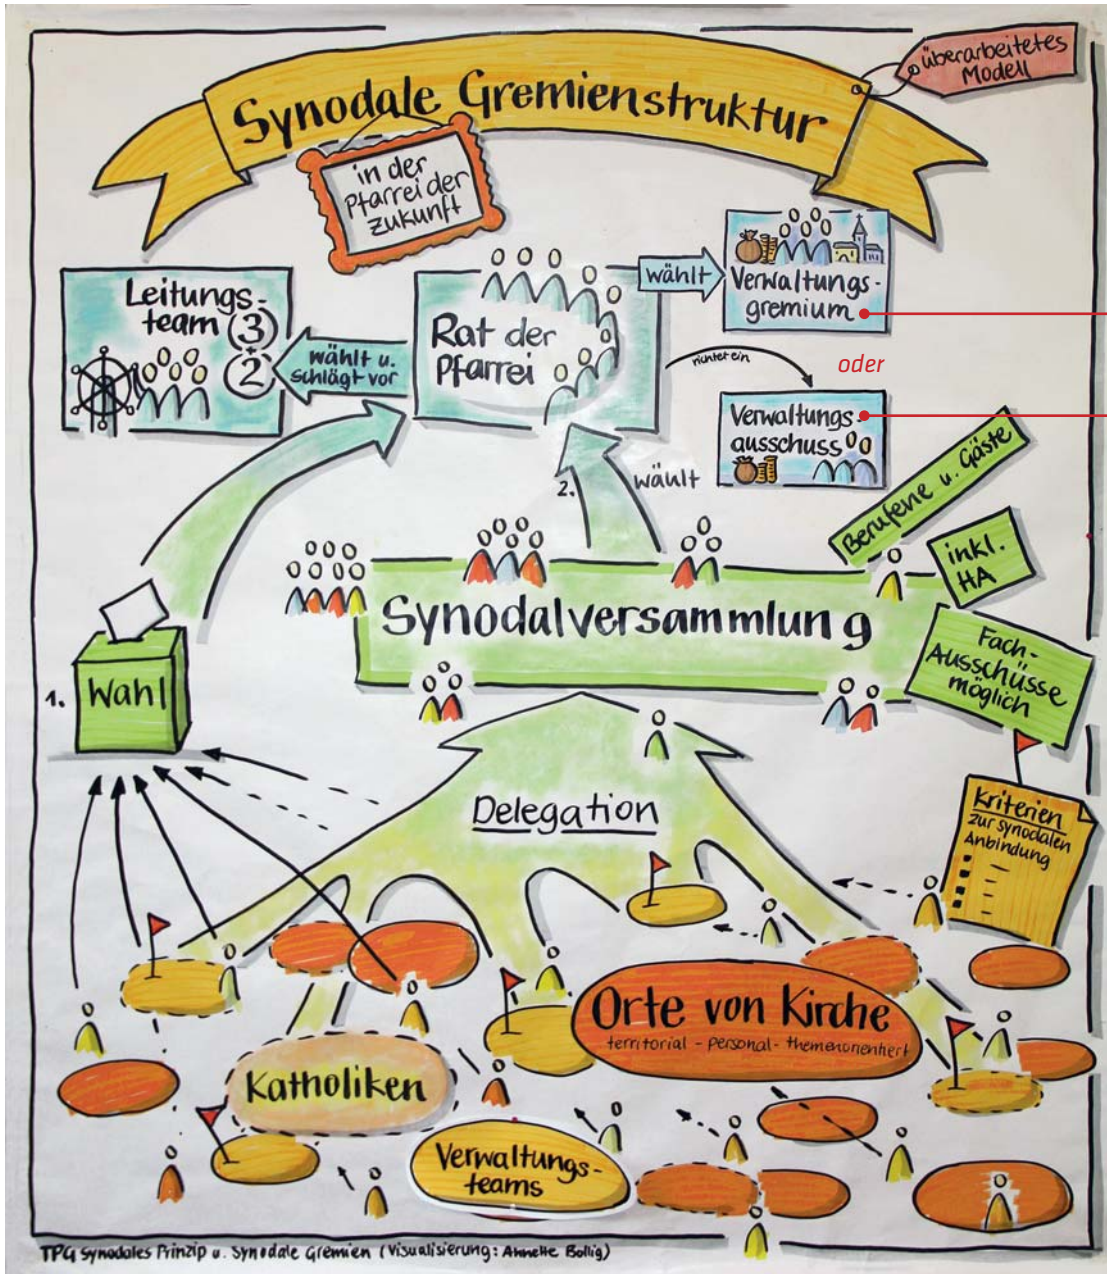 überarbeitetes
Modell
Synodale Gremienstruktur
in der
Pfarrei der
Zukunft
Leitungs-
team (3)
+
(2)
wählt u.
schlägt vor
Rat der
Pfarrei
wählt
Verwaltungs-
gremium
richtet ein
oder
Verwaltungs-
ausschuss
2.
wählt
Berufene u. Gäste
inkl.
HA
Synodalversammlung
Fach-
Ausschüsse
möglich
1.
Wahl
Delegation
Kriterien
zur synodalen
Anbindung
Orte von Kirche
territorial - personal - themenorientiert
Katholiken
Verwaltungs-
teams
TPG Synodales Prinzip u. Synodale Gremien (Visualisierung: Annette Bollig)